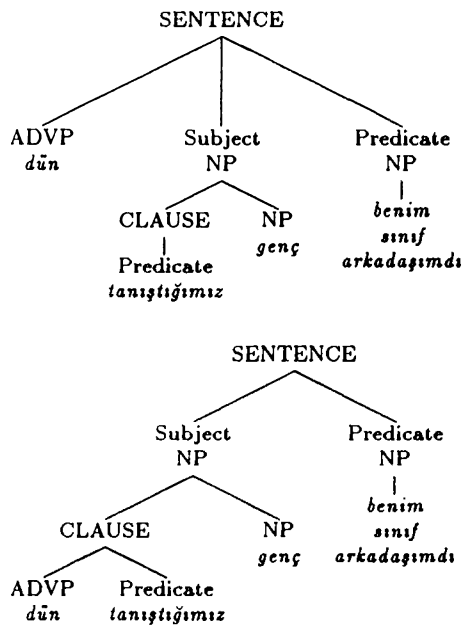 SENTENCE
ADVP Subject Predicate
dün NP NP
CLAUSE NP benim
genç sınıf
Predicate arkadaşımdı
tanıştığımız
SENTENCE
Subject Predicate
NP NP
CLAUSE NP benim
genç sınıf
arkadaşımdı
ADVP Predicate
dün tanıştığımız